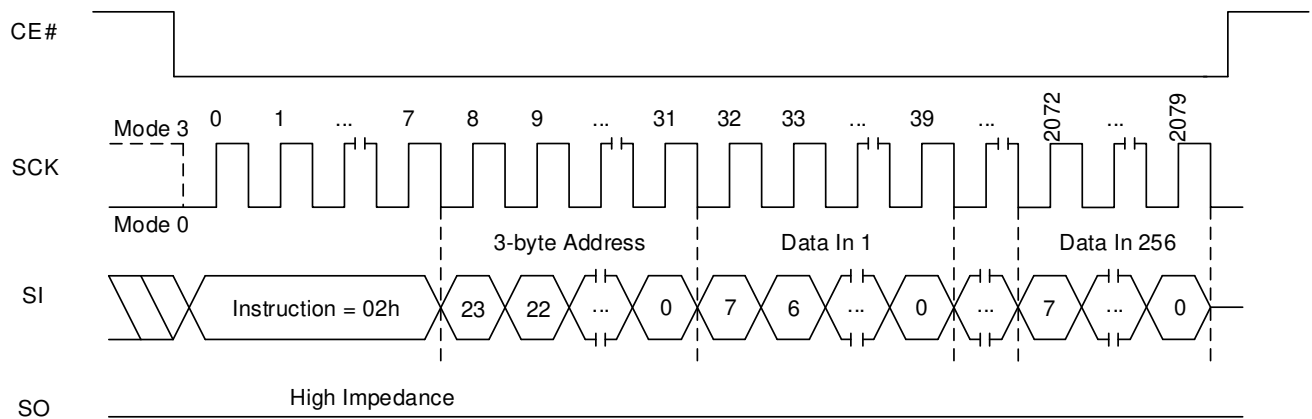 CE#
0 1 ... 7 8 9 ... 31 32 33 ... 39 ... 2072 ... 2079
Mode 3
SCK
Mode 0
3-byte Address Data In 1 Data In 256
SI Instruction = 02h 23 22 ... 0 7 6 ... 0 ... 7 ... 0
High Impedance
SO